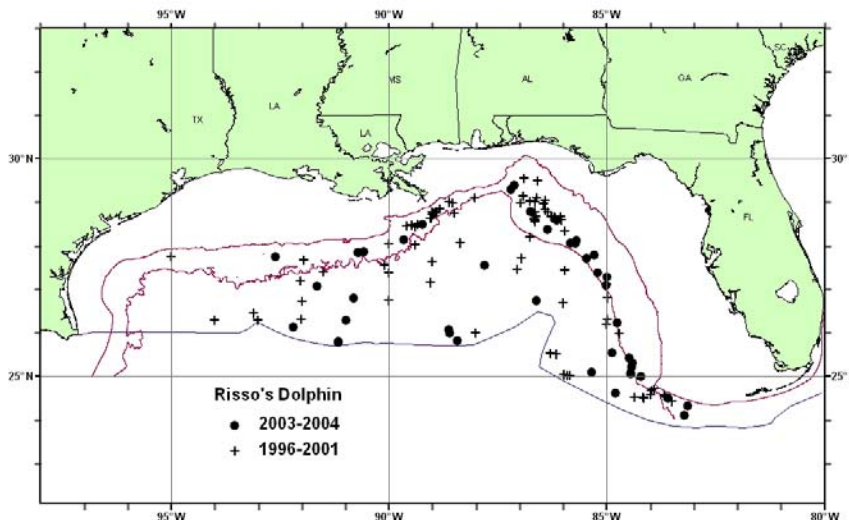 95°W 90°W 85°W 80°W
SC
MS AL GA
TX LA
LA
30°N 30°
FL
25°N 25°
Risso's Dolphin
2003-2004
1996-2001
95°W 90°W 85°W 80°W